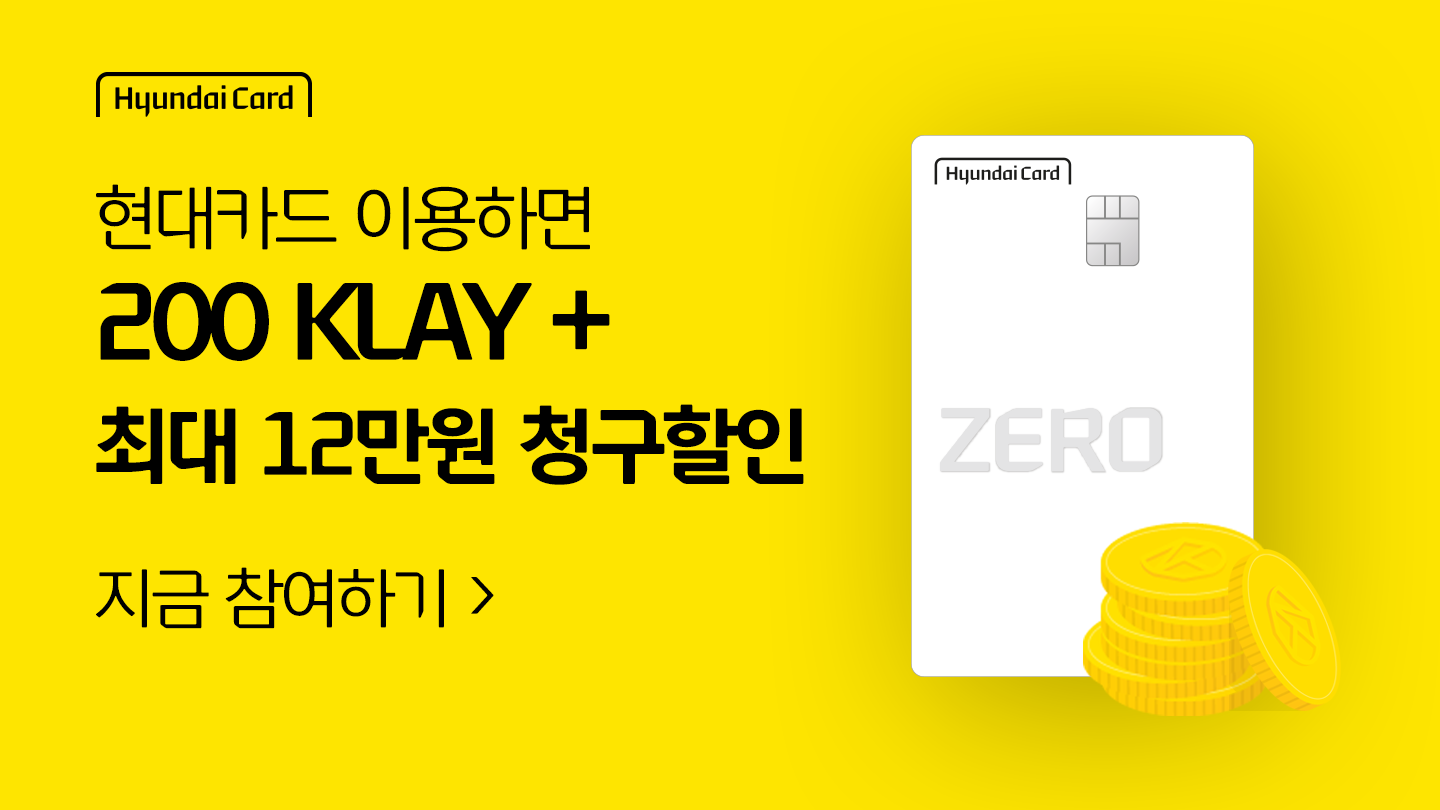 Hyundai Card
현대카드 이용하면
200 KLAY +
최대 12만원 청구할인
지금 참여하기 >
Hyundai Card
ZERO